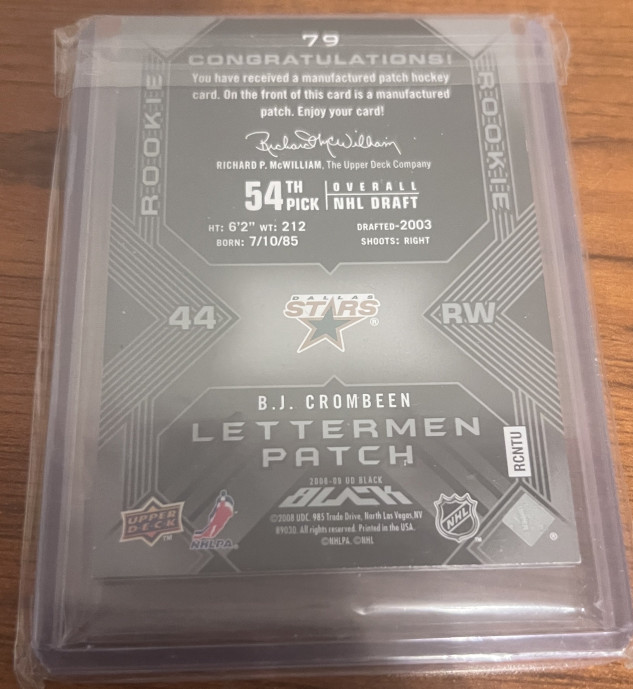 79
CONGRATULATIONS!
You have received a manufactured patch hockey
card. On the front of this card is a manufactured
patch. Enjoy your card!
Richard P. McWilliam
RICHARD P. McWILLIAM, The Upper Deck Company
ROOKIE
ROOKIE
54TH PICK
OVERALL
NHL DRAFT
HT: 6'2" WT: 212
DRAFTED-2003
BORN: 7/10/85
SHOOTS: RIGHT
44
DALLAS
STARS®
RW
B.J. CROMBEEN
LETTERMEN
PATCH
RCNTU
2008-09 UD BLACK
BLACK
UPPER
DECK
TM
NHLPA
©2008 UDC. 985 Trade Drive, North Las Vegas, NV
89030. All rights reserved. Printed in the USA.
©NHLPA. ©NHL
NHL
®